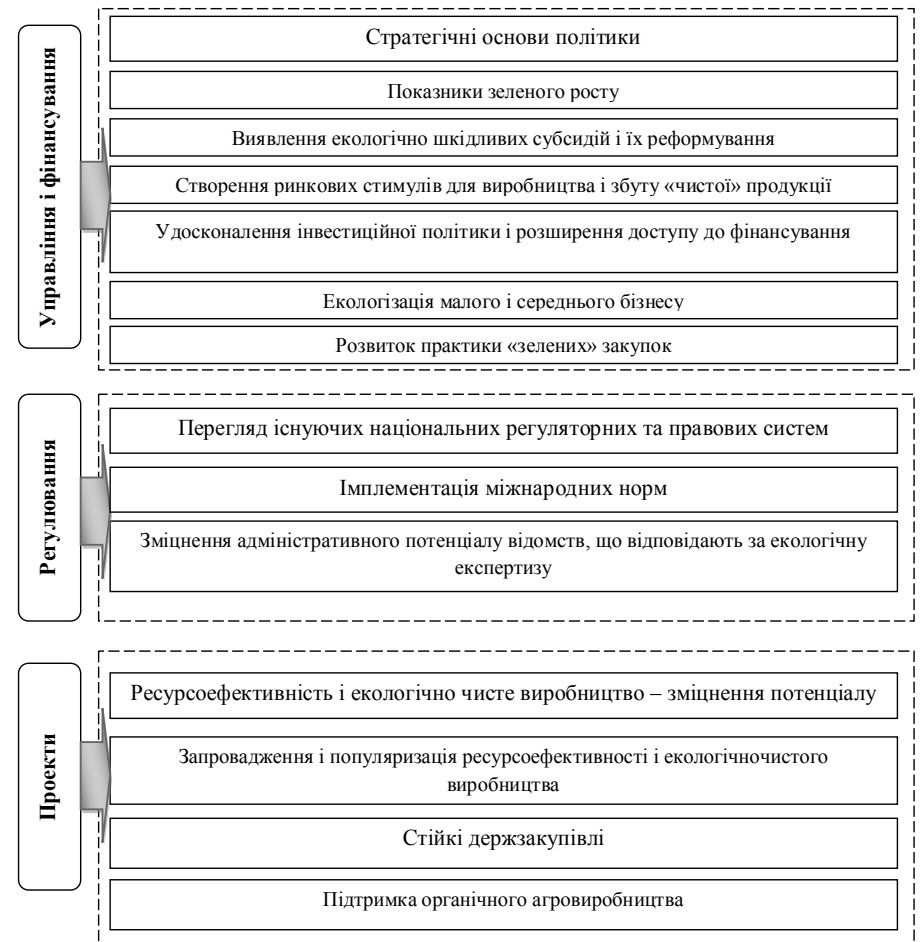 Управління і фінансування
Стратегічні основи політики
Показники зеленого росту
Виявлення екологічно шкідливих субсидій і їх реформування
Створення ринкових стимулів для виробництва і збуту «чистої» продукції
Удосконалення інвестиційної політики і розширення доступу до фінансування
Екологізація малого і середнього бізнесу
Розвиток практики «зелених» закупок
Регулювання
Перегляд існуючих національних регуляторних та правових систем
Імплементація міжнародних норм
Зміцнення адміністративного потенціалу відомств, що відповідають за екологічну
експертизу
Проекти
Ресурсоефективність і екологічно чисте виробництво – зміцнення потенціалу
Запровадження і популяризація ресурсоефективності і екологічночистого
виробництва
Стійкі держзакупівлі
Підтримка органічного агровиробництва